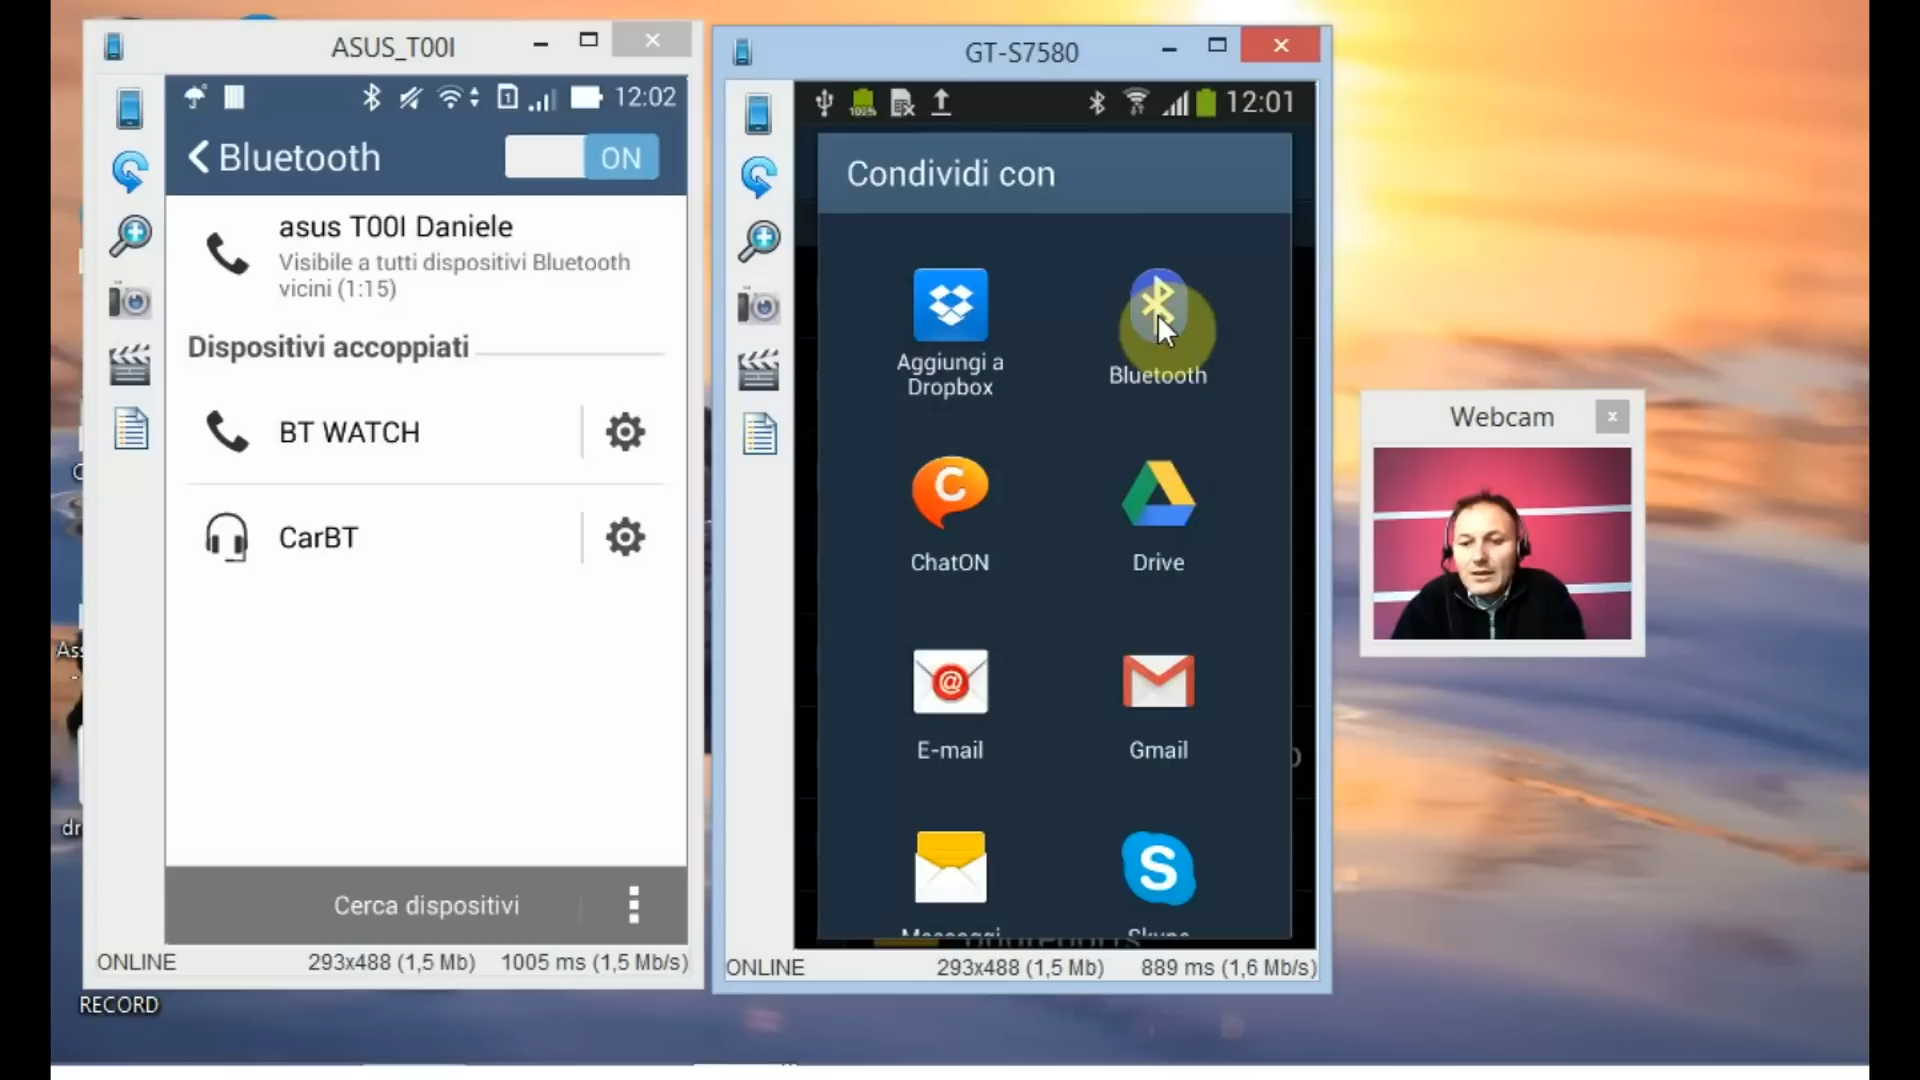 ASUS_T00I
12:02
Bluetooth
ON
asus T00I Daniele
Visibile a tutti dispositivi Bluetooth
vicini (1:15)
Dispositivi accoppiati
BT WATCH
CarBT
Cerca dispositivi
ONLINE
293x488 (1,5 Mb)
1005 ms (1,5 Mb/s)
RECORD
GT-S7580
100%
12:01
Condividi con
Aggiungi a
Dropbox
Bluetooth
ChatON
Drive
E-mail
Gmail
Messaggi
Skype
ONLINE
293x488 (1,5 Mb)
889 ms (1,6 Mb/s)
Webcam